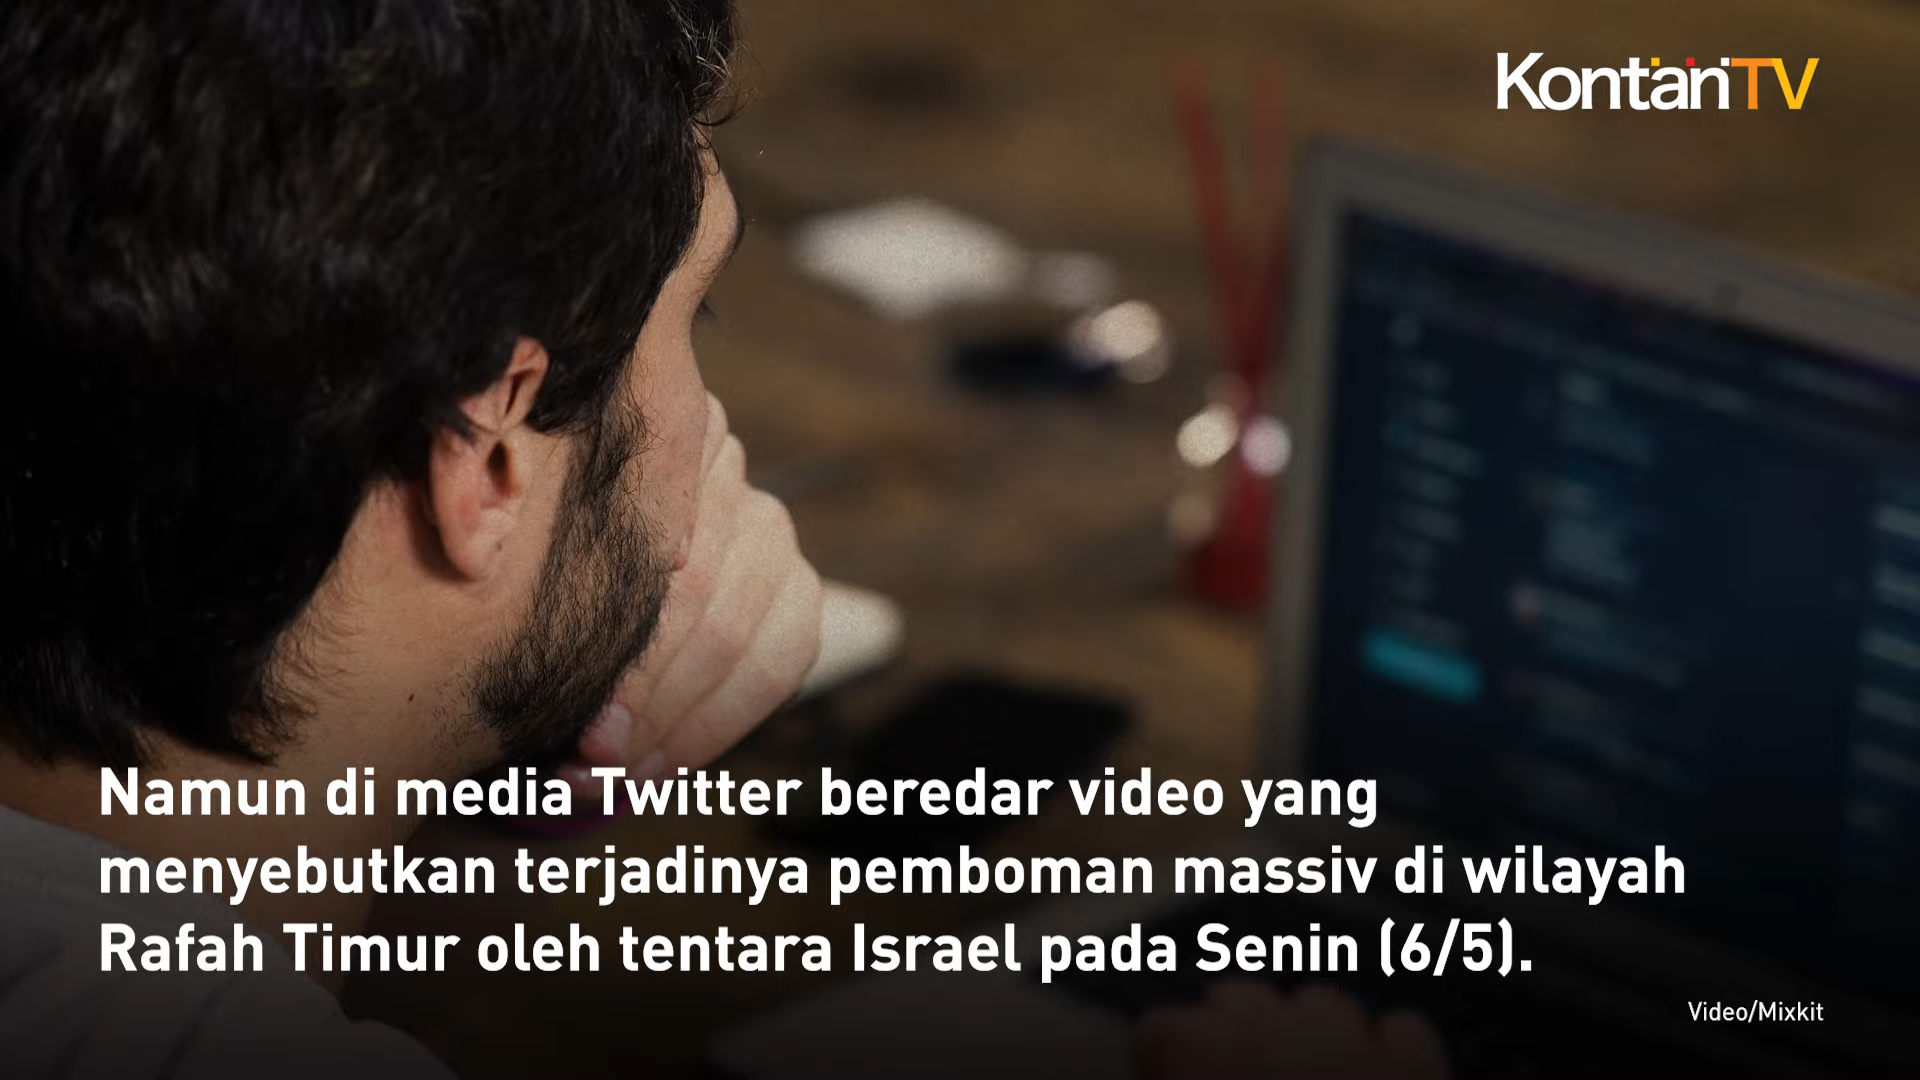 KontanTV
Namun di media Twitter beredar video yang
menyebutkan terjadinya pemboman massiv di wilayah
Rafah Timur oleh tentara Israel pada Senin (6/5).
Video/Mixkit